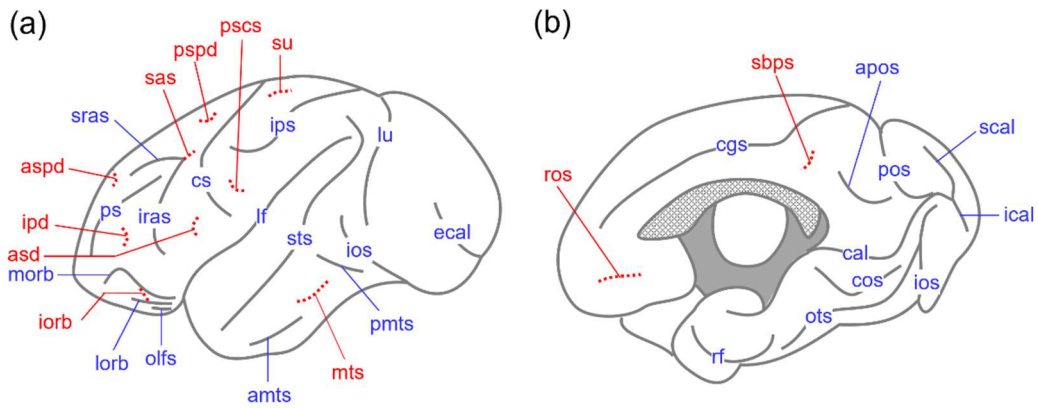 (a)
(b)
pscs
su
pspd
sas
sras
aspd
ps
ipd
iras
asd
morb
iorb
lorb
olfs
cs
ips
lu
lf
sts
ios
ecal
pmts
mts
amts
sbps
apos
scal
cgs
pos
ros
ical
cal
cos
ios
ots
rf